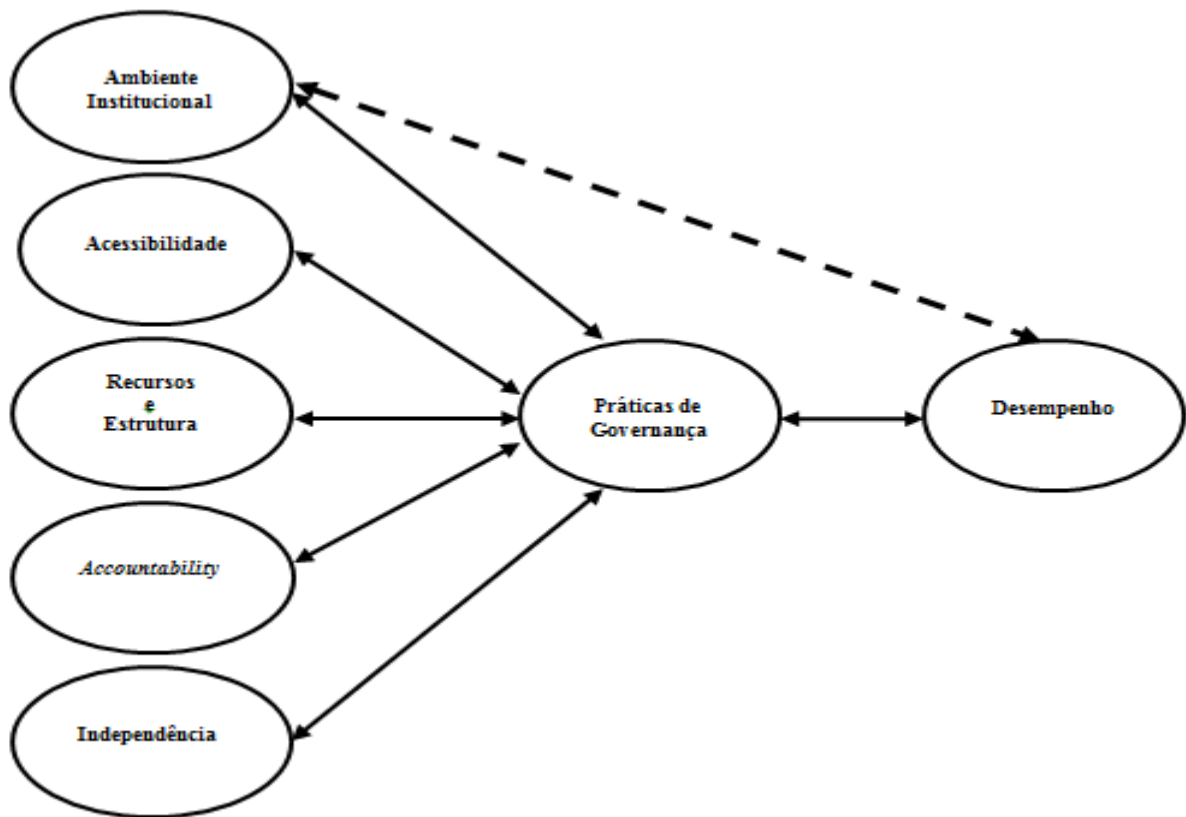 Ambiente
Institucional
Acessibilidade
Recursos
e
Estrutura
Accountability
Independência
Práticas de
Governança
Desempenho